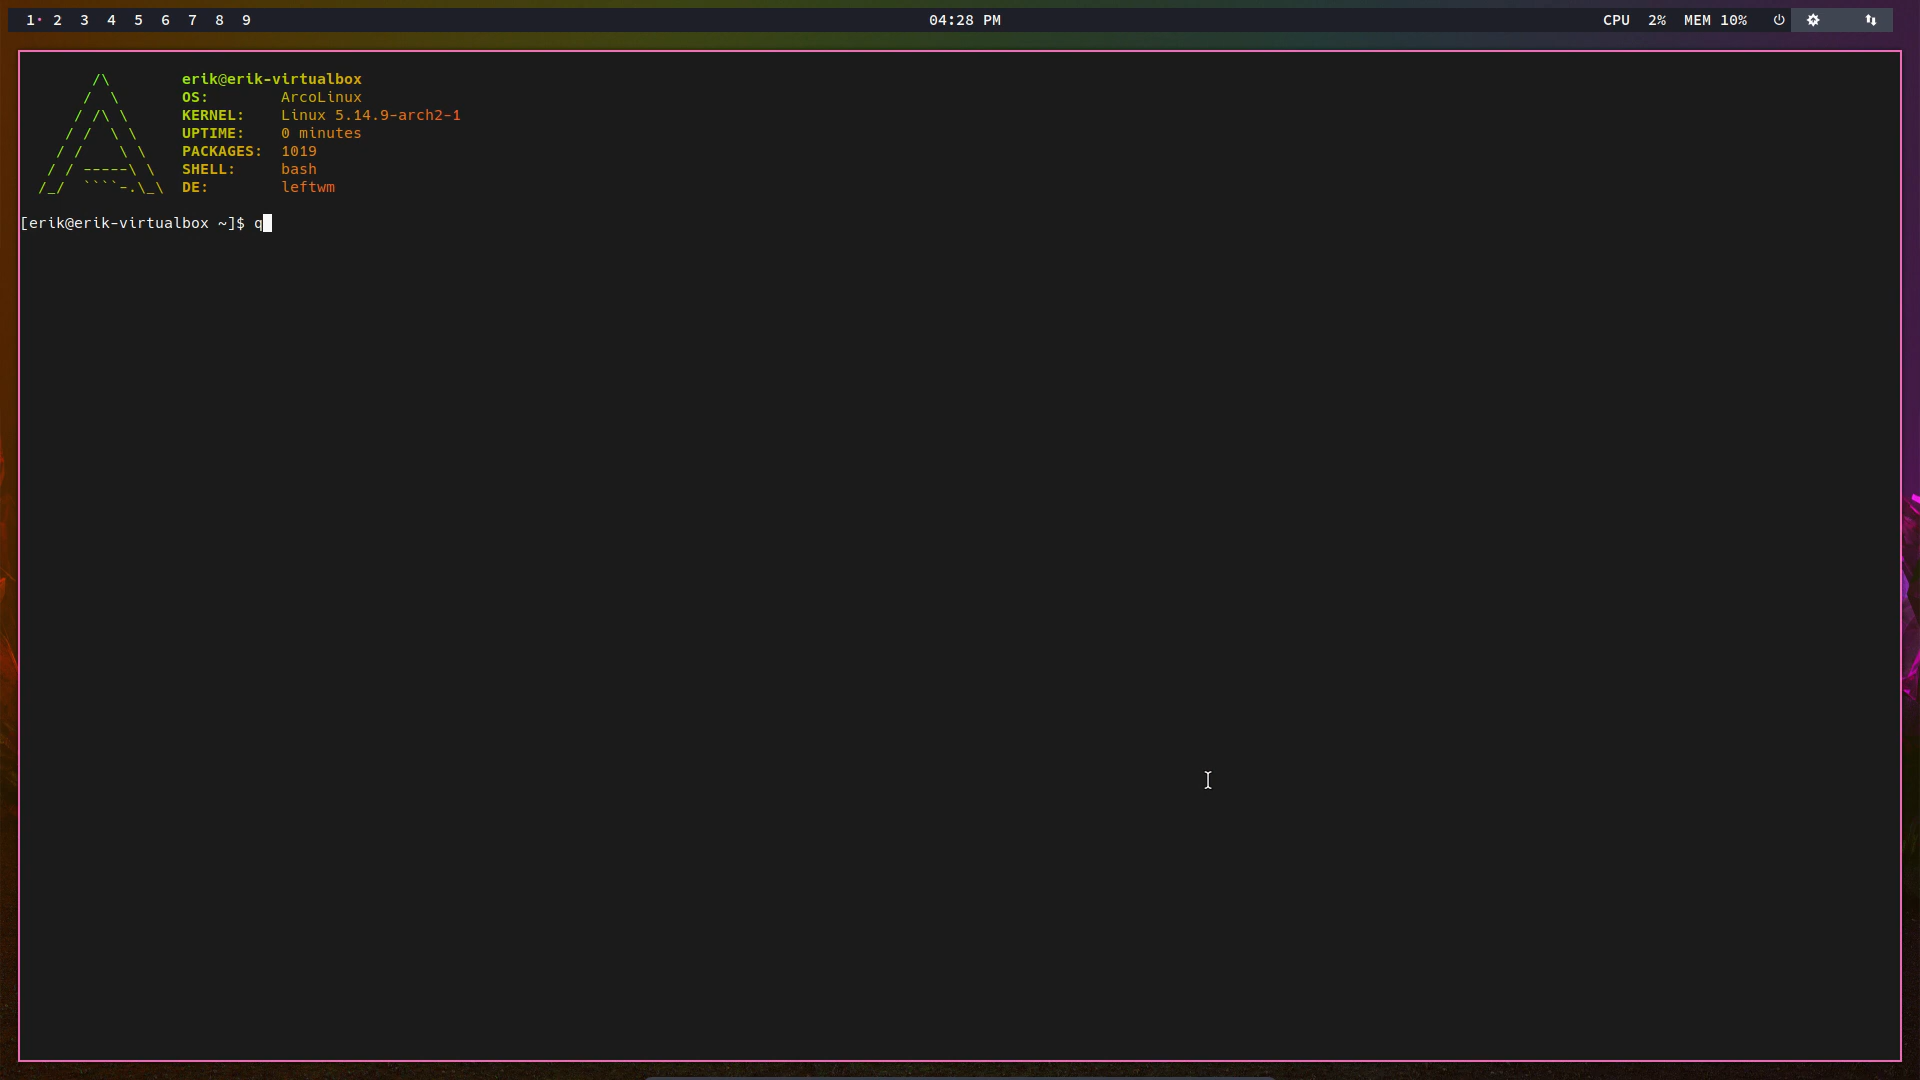 1• 2 3 4 5 6 7 8 9 04:28 PM CPU 2% MEM 10%
/\ erik@erik-virtualbox
/ \ OS: ArcoLinux
/ /\ \ KERNEL: Linux 5.14.9-arch2-1
/ / \ \ UPTIME: 0 minutes
/ / \ \ PACKAGES: 1019
/ / -----\ \ SHELL: bash
/_/ ````-.\_\ DE: leftwm
[erik@erik-virtualbox ~]$ q